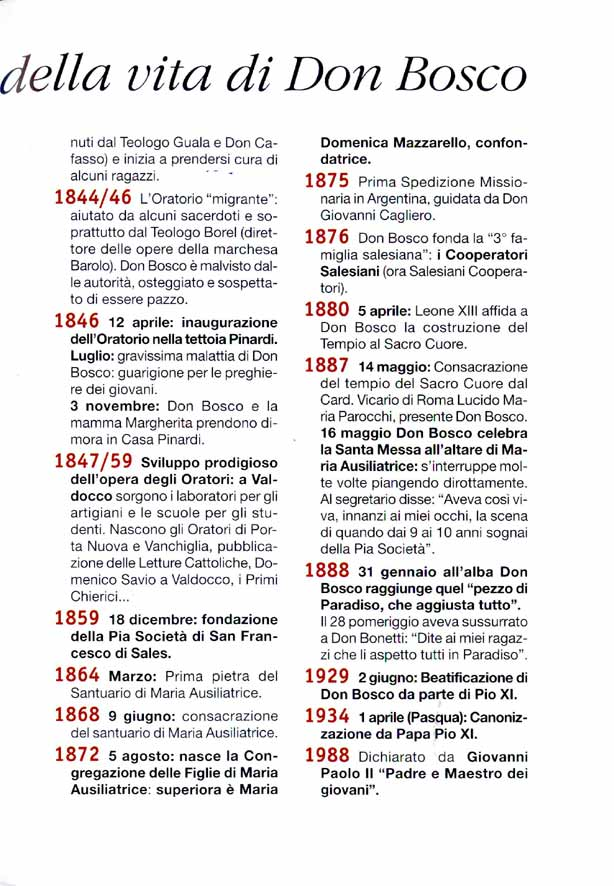 della vita di Don Bosco
nuti dal Teologo Guala e Don Ca-
fasso) e inizia a prendersi cura di
alcuni ragazzi.
1844/46 L'Oratorio "migrante":
aiutato da alcuni sacerdoti e so-
prattutto dal Teologo Borel (diret-
tore delle opere della marchesa
Barolo). Don Bosco è malvisto dal-
le autorità, osteggiato e sospetta-
to di essere pazzo.
1846 12 aprile: inaugurazione
dell'Oratorio nella tettoia Pinardi.
Luglio: gravissima malattia di Don
Bosco: guarigione per le preghie-
re dei giovani.
3 novembre: Don Bosco e la
mamma Margherita prendono di-
mora in Casa Pinardi.
1847/59 Sviluppo prodigioso
dell'opera degli Oratori: a Val-
docco sorgono i laboratori per gli
artigiani e le scuole per gli stu-
denti. Nascono gli Oratori di Por-
ta Nuova e Vanchiglia, pubblica-
zione delle Letture Cattoliche, Do-
menico Savio a Valdocco, i Primi
Chierici...
1859 18 dicembre: fondazione
della Pia Società di San Fran-
cesco di Sales.
1864 Marzo: Prima pietra del
Santuario di Maria Ausiliatrice.
1868 9 giugno: consacrazione
del santuario di Maria Ausiliatrice.
1872 5 agosto: nasce la Con-
gregazione delle Figlie di Maria
Ausiliatrice: superiora è Maria
Domenica Mazzarello, confon-
datrice.
1875 Prima Spedizione Missio-
naria in Argentina, guidata da Don
Giovanni Cagliero.
1876 Don Bosco fonda la "3° fa-
miglia salesiana": i Cooperatori
Salesiani (ora Salesiani Coopera-
tori).
1880 5 aprile: Leone XIII affida a
Don Bosco la costruzione del
Tempio al Sacro Cuore.
1887 14 maggio: Consacrazione
del tempio del Sacro Cuore dal
Card. Vicario di Roma Lucido Ma-
ria Parocchi, presente Don Bosco.
16 maggio Don Bosco celebra
la Santa Messa all'altare di Ma-
ria Ausiliatrice: s'interruppe mol-
te volte piangendo dirottamente.
Al segretario disse: "Aveva così vi-
va, innanzi ai miei occhi, la scena
di quando dai 9 ai 10 anni sognai
della Pia Società".
1888 31 gennaio all'alba Don
Bosco raggiunge quel "pezzo di
Paradiso, che aggiusta tutto".
Il 28 pomeriggio aveva sussurrato
a Don Bonetti: "Dite ai miei ragaz-
zi che li aspetto tutti in Paradiso".
1929 2 giugno: Beatificazione di
Don Bosco da parte di Pio XI.
1934 1 aprile (Pasqua): Canoniz-
zazione da Papa Pio XI.
1988 Dichiarato da Giovanni
Paolo II "Padre e Maestro dei
giovani".